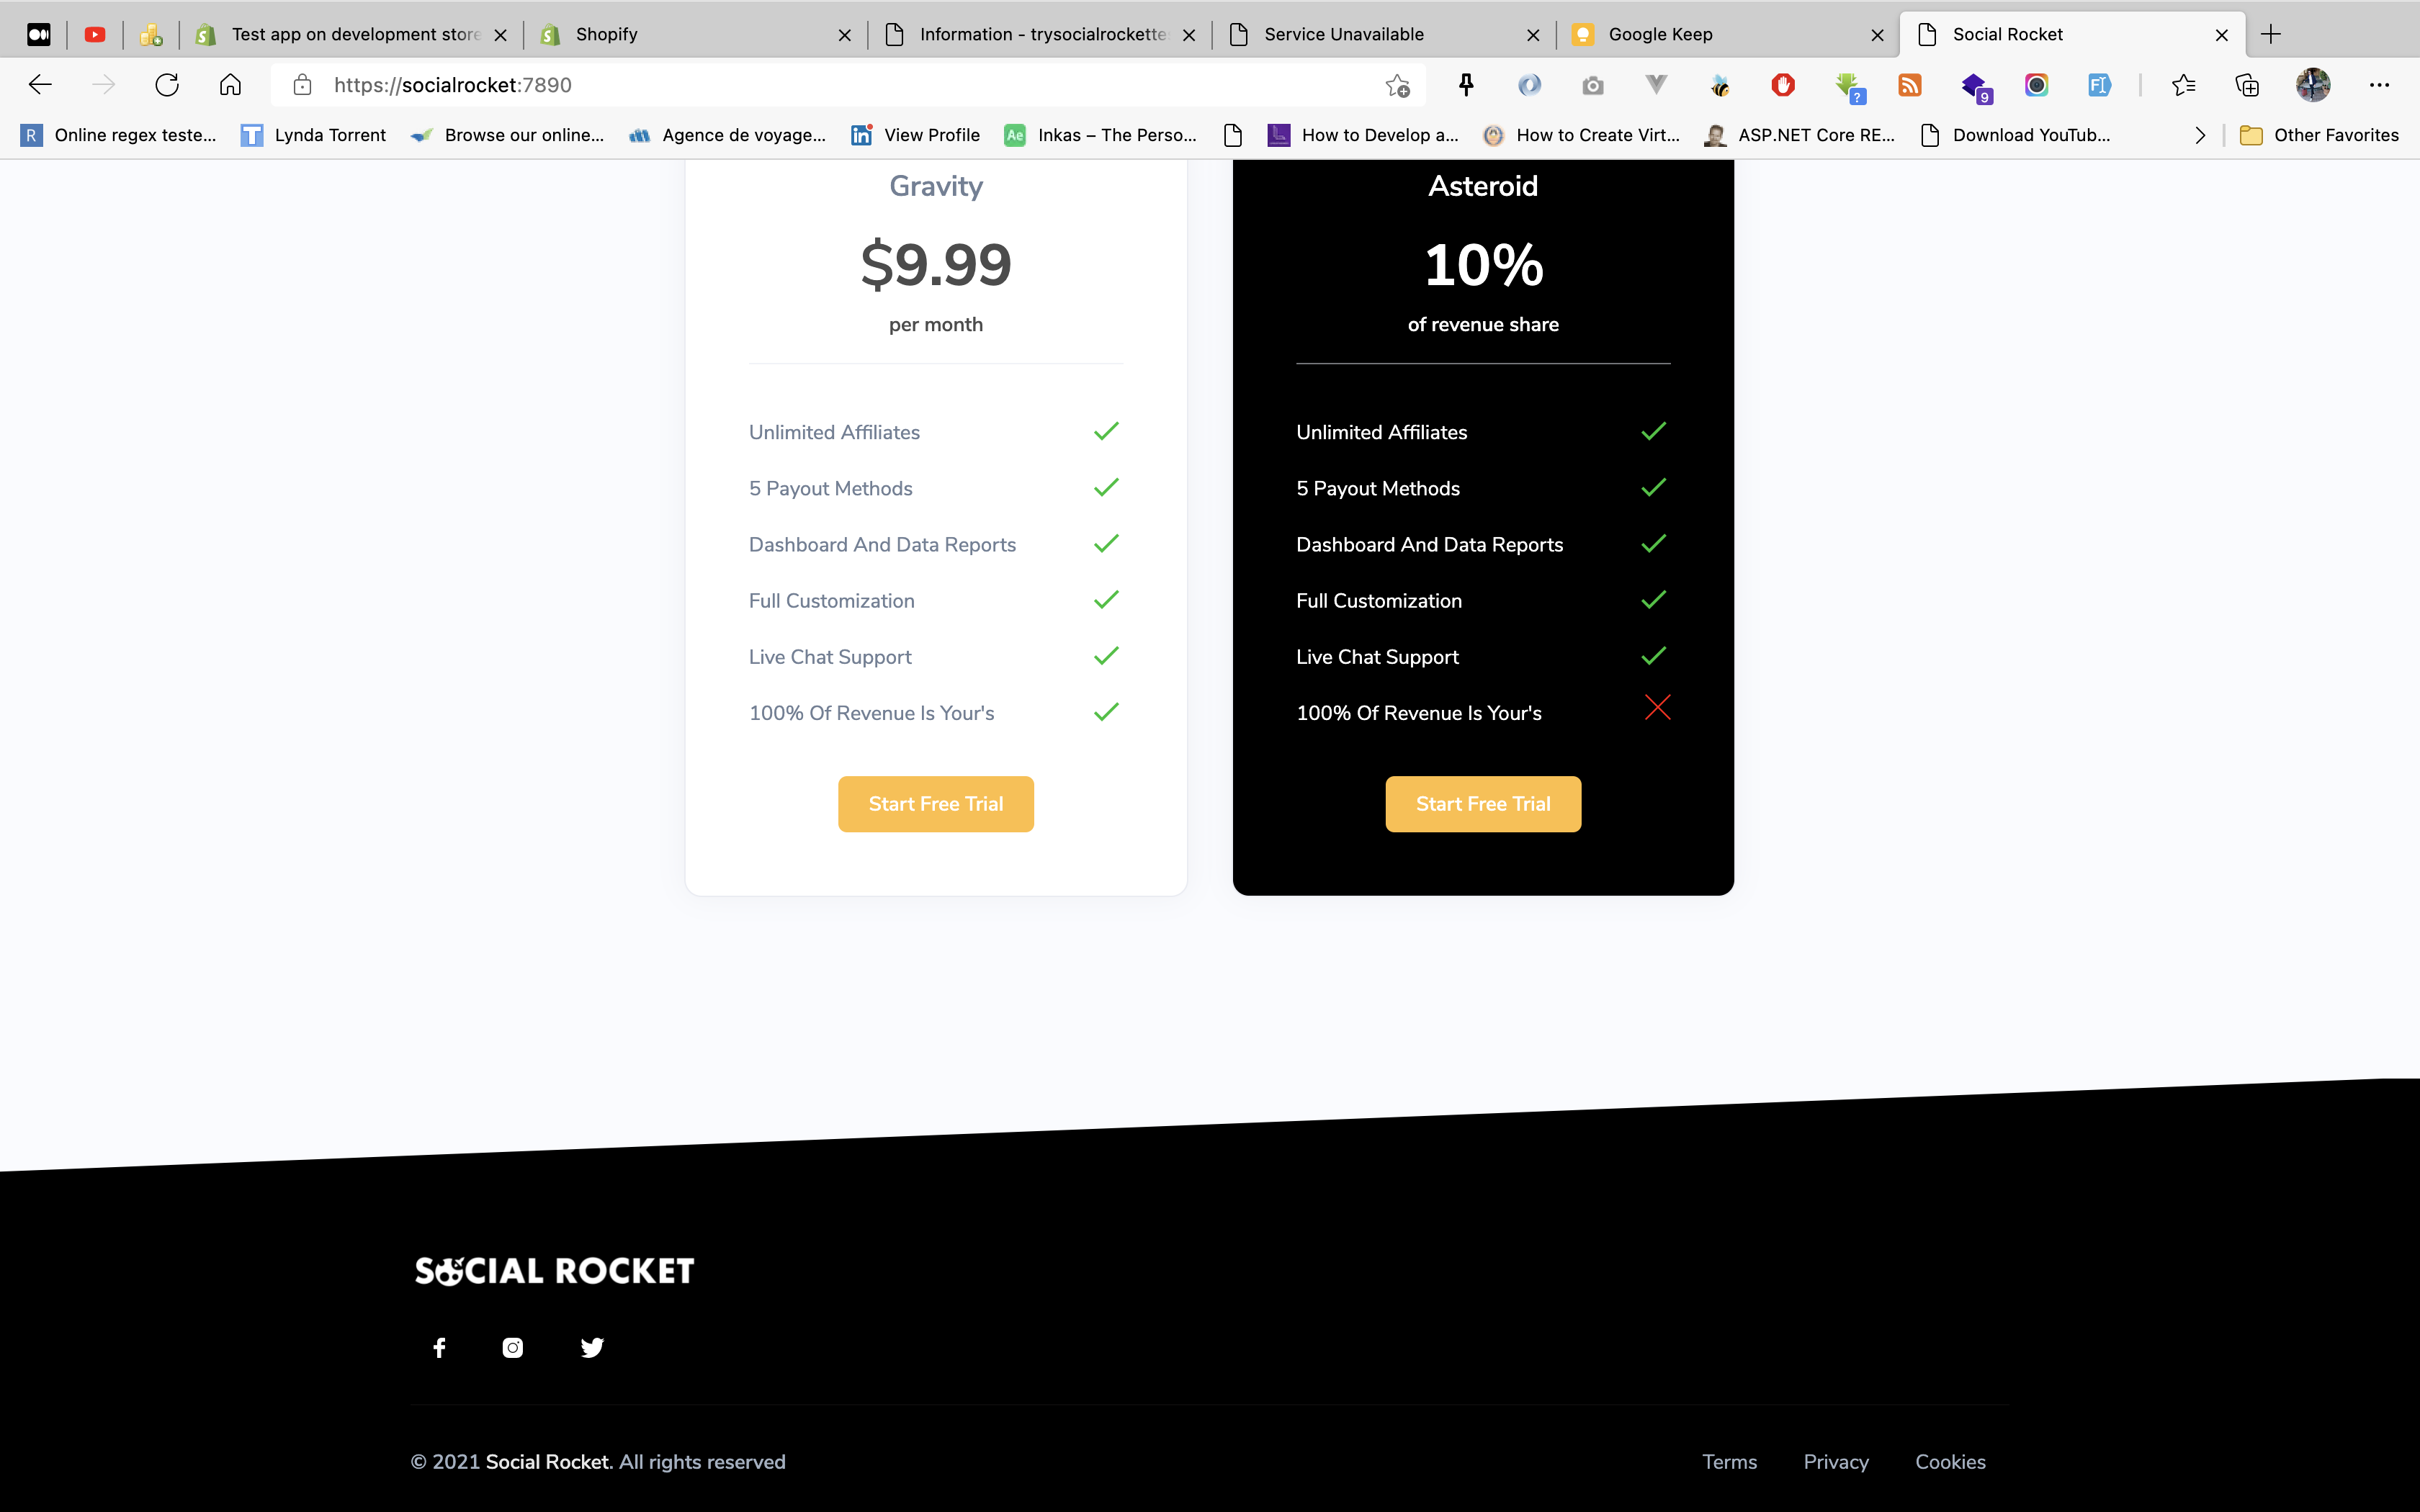 Test app on development store
Shopify
Information - trysocialrockette
Service Unavailable
Google Keep
Social Rocket
https://socialrocket:7890
?
9
R
Online regex teste...
T
Lynda Torrent
Browse our online...
Agence de voyage...
in
View Profile
Ae
Inkas – The Perso...
How to Develop a...
How to Create Virt...
ASP.NET Core RE...
Download YouTub...
Other Favorites
Gravity
$9.99
per month
Unlimited Affiliates
5 Payout Methods
Dashboard And Data Reports
Full Customization
Live Chat Support
100% Of Revenue Is Your's
Start Free Trial
Asteroid
10%
of revenue share
Unlimited Affiliates
5 Payout Methods
Dashboard And Data Reports
Full Customization
Live Chat Support
100% Of Revenue Is Your's
Start Free Trial
SOCIAL ROCKET
© 2021 Social Rocket. All rights reserved
Terms
Privacy
Cookies